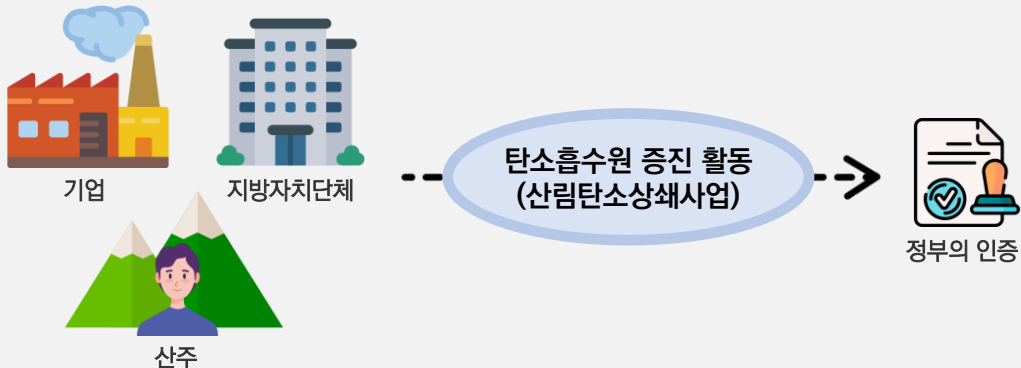 기업
지방자치단체
산주
탄소흡수원 증진 활동
(산림탄소상쇄사업)
정부의 인증